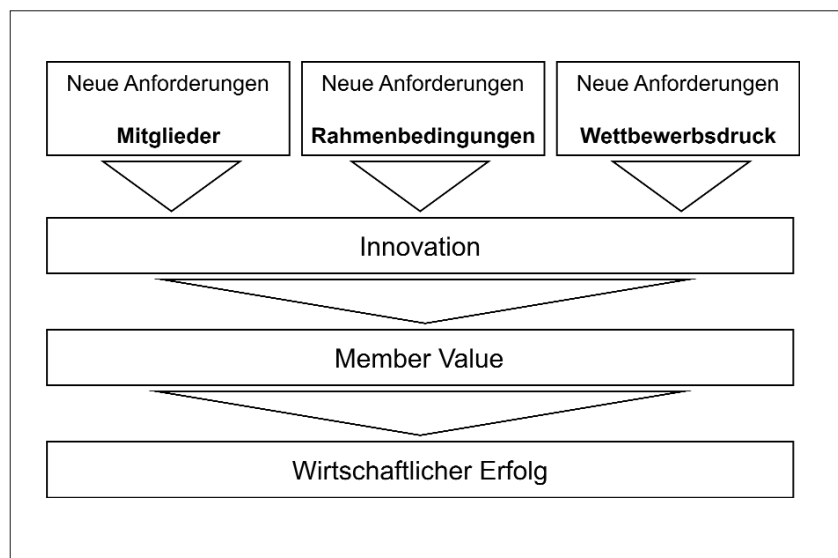 Neue Anforderungen
Mitglieder
Neue Anforderungen
Rahmenbedingungen
Neue Anforderungen
Wettbewerbsdruck
Innovation
Member Value
Wirtschaftlicher Erfolg